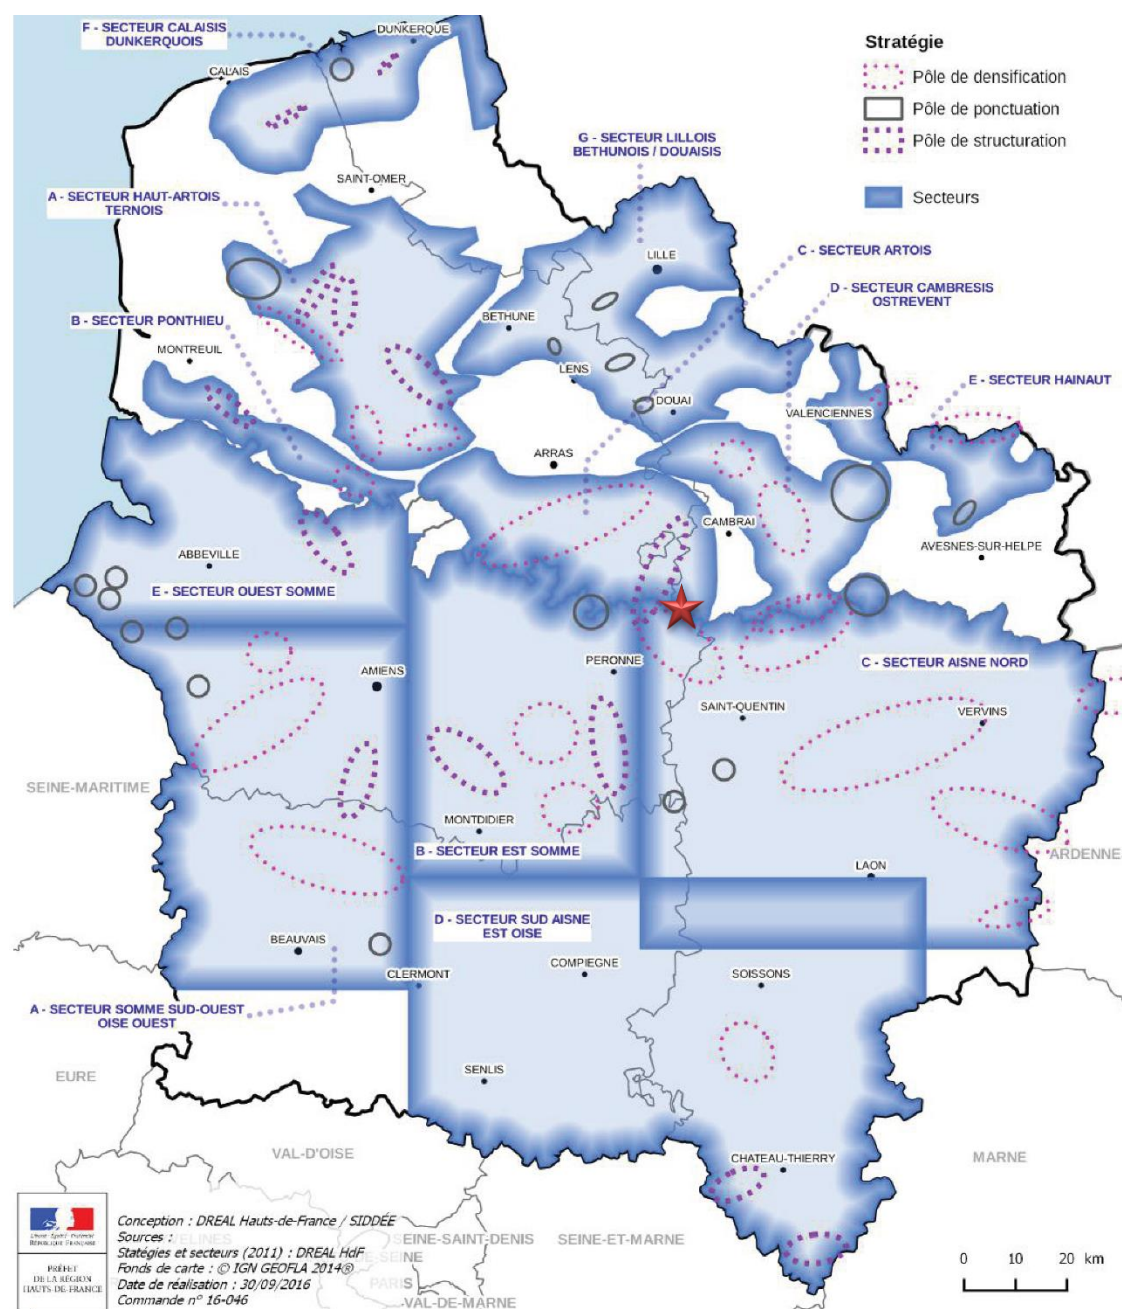 F - SECTEUR CALAISIS
DUNKERQUOIS
DUNKERQUE
CALAIS
Stratégie
Pôle de densification
Pôle de ponctuation
Pôle de structuration
Secteurs
G - SECTEUR LILLOIS
BETHUNOIS / DOUAISIS
SAINT-OMER
A - SECTEUR HAUT-ARTOIS
TERNOIS
LILLE
C - SECTEUR ARTOIS
D - SECTEUR CAMBRESIS
OSTREVENT
B - SECTEUR PONTHIEU
BETHUNE
MONTREUIL
LENS
E - SECTEUR HAINAUT
DOUAI
VALENCIENNES
ARRAS
CAMBRAI
AVESNES-SUR-HELPE
ABBEVILLE
E - SECTEUR OUEST SOMME
PERONNE
C - SECTEUR AISNE NORD
AMIENS
SAINT-QUENTIN
VERVINS
SEINE-MARITIME
MONTDIDIER
B - SECTEUR EST SOMME
LAON
ARDENNE
D - SECTEUR SUD AISNE
EST OISE
BEAUVAIS
CLERMONT
COMPIEGNE
SOISSONS
A - SECTEUR SOMME SUD-OUEST
OISE OUEST
SENLIS
EURE
VAL-D'OISE
CHATEAU-THIERRY
MARNE
Liberté • Égalité • Fraternité
RÉPUBLIQUE FRANÇAISE
PRÉFET
DE LA RÉGION
HAUTS-DE-FRANCE
Conception : DREAL Hauts-de-France / SIDDÉE
Sources :
Statégies et secteurs (2011) : DREAL HdF
Fonds de carte : © IGN GEOFLA 2014®
Date de réalisation : 30/09/2016
Commande n° 16-046
SEINE-SAINT-DENIS
SEINE-ET-MARNE
PARIS
VAL-DE-MARNE
0 10 20 km